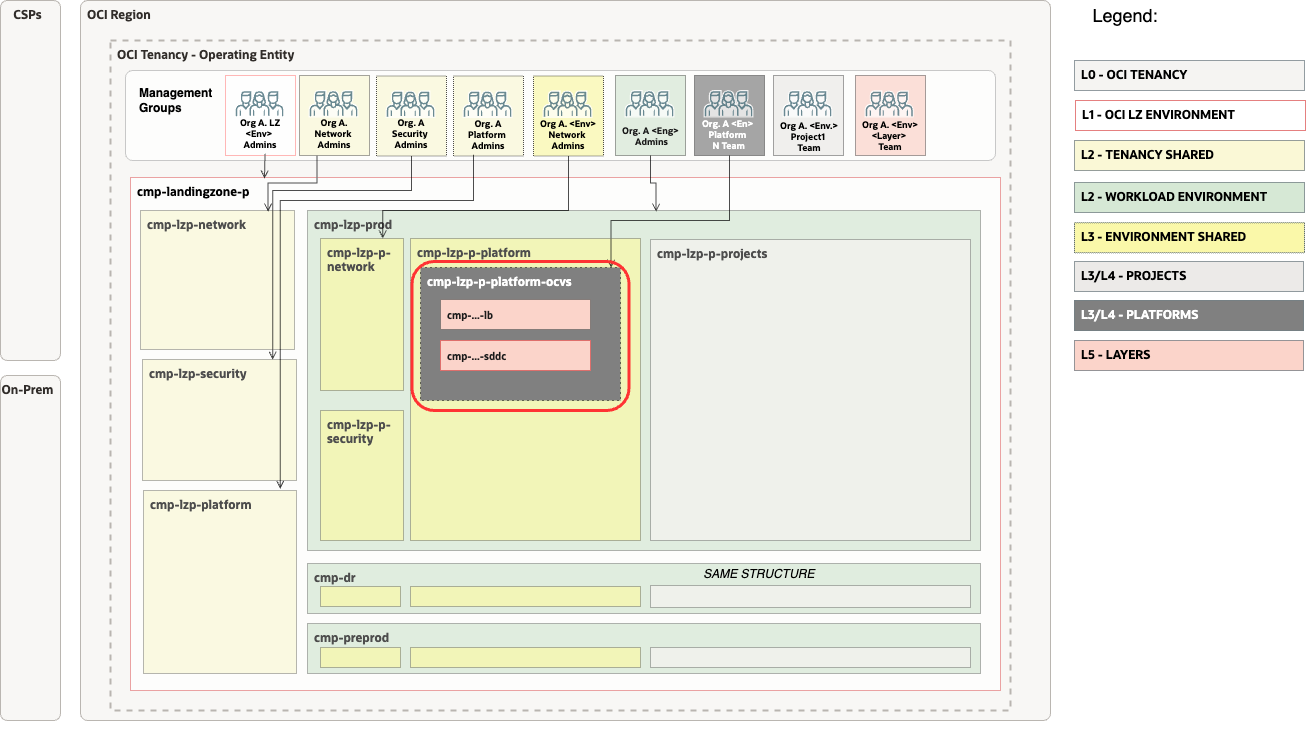 CSPs
On-Prem
OCI Region
OCI Tenancy - Operating Entity
Management
Groups
Org A. LZ
<Env>
Admins
Org A.
Network
Admins
Org. A
Security
Admins
Org. A
Platform
Admins
Org. A <Env>
Network
Admins
Org. A <Eng>
Admins
Org. A <En>
Platform
N Team
Org A. <Env.>
Project1
Team
Org. A. <Env>
<Layer>
Team
cmp-landingzone-p
cmp-lzp-network
cmp-lzp-security
cmp-lzp-platform
cmp-lzp-prod
cmp-lzp-p-
network
cmp-lzp-p-
security
cmp-lzp-p-platform
cmp-lzp-p-platform-ocvs
cmp-...-lb
cmp-...-sddc
cmp-lzp-p-projects
cmp-dr
SAME STRUCTURE
cmp-preprod
Legend:
L0 - OCI TENANCY
L1 - OCI LZ ENVIRONMENT
L2 - TENANCY SHARED
L2 - WORKLOAD ENVIRONMENT
L3 - ENVIRONMENT SHARED
L3/L4 - PROJECTS
L3/L4 - PLATFORMS
L5 - LAYERS